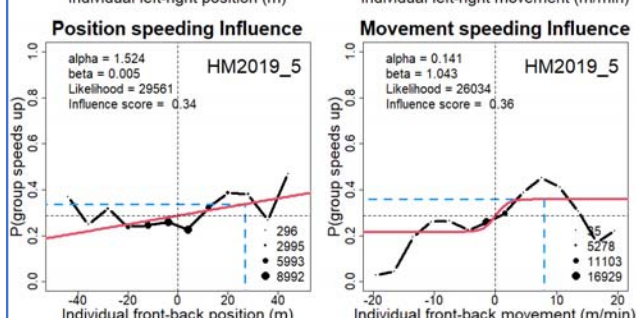 Individual left-right position (m)
Individual left-right movement (m/min)
Position speeding Influence
alpha = 1.524
beta = 0.005
Likelihood = 29561
Influence score = 0.34
HM2019_5
P(group speeds up)
1.0
0.8
0.6
0.4
0.2
0.0
296
2995
5993
8992
-40 -20 0 20 40
Individual front-back position (m)
Movement speeding Influence
alpha = 0.141
beta = 1.043
Likelihood = 26034
Influence score = 0.36
HM2019_5
P(group speeds up)
1.0
0.8
0.6
0.4
0.2
0.0
5278
11103
16929
-20 -10 0 10 20
Individual front-back movement (m/min)